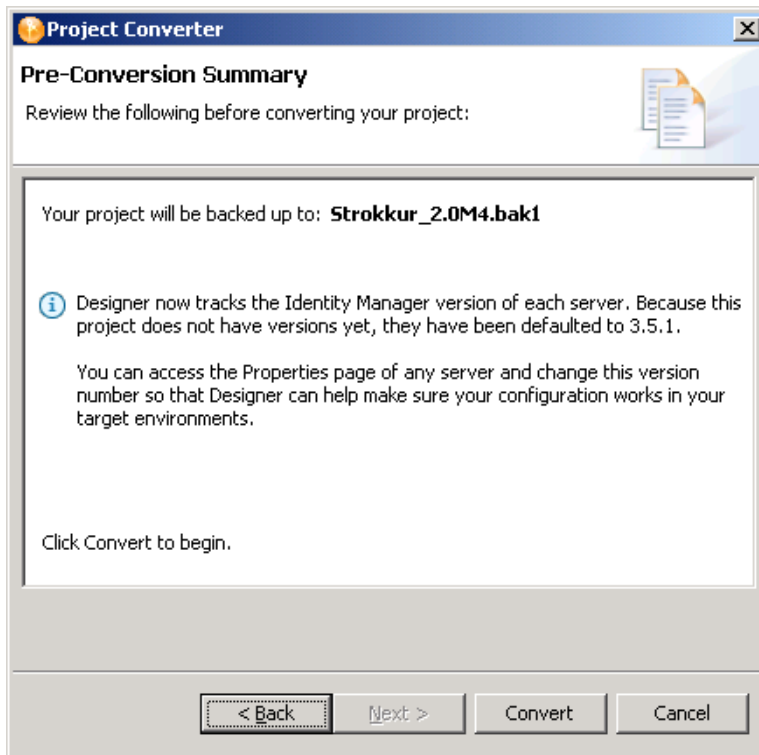 Project Converter
Pre-Conversion Summary
Review the following before converting your project:
Your project will be backed up to: Strokkur_2.0M4.bak1
Designer now tracks the Identity Manager version of each server. Because this
project does not have versions yet, they have been defaulted to 3.5.1.
You can access the Properties page of any server and change this version
number so that Designer can help make sure your configuration works in your
target environments.
Click Convert to begin.
< Back
Next >
Convert
Cancel